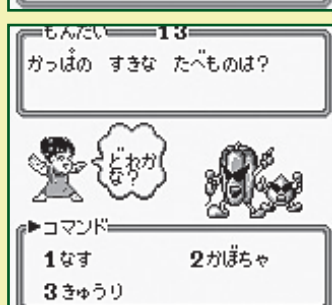 もんだい 13
かっぱの すきな たべものは?
どれか
な?
▶コマンド
1なす 2かぼちゃ
3きゅうり